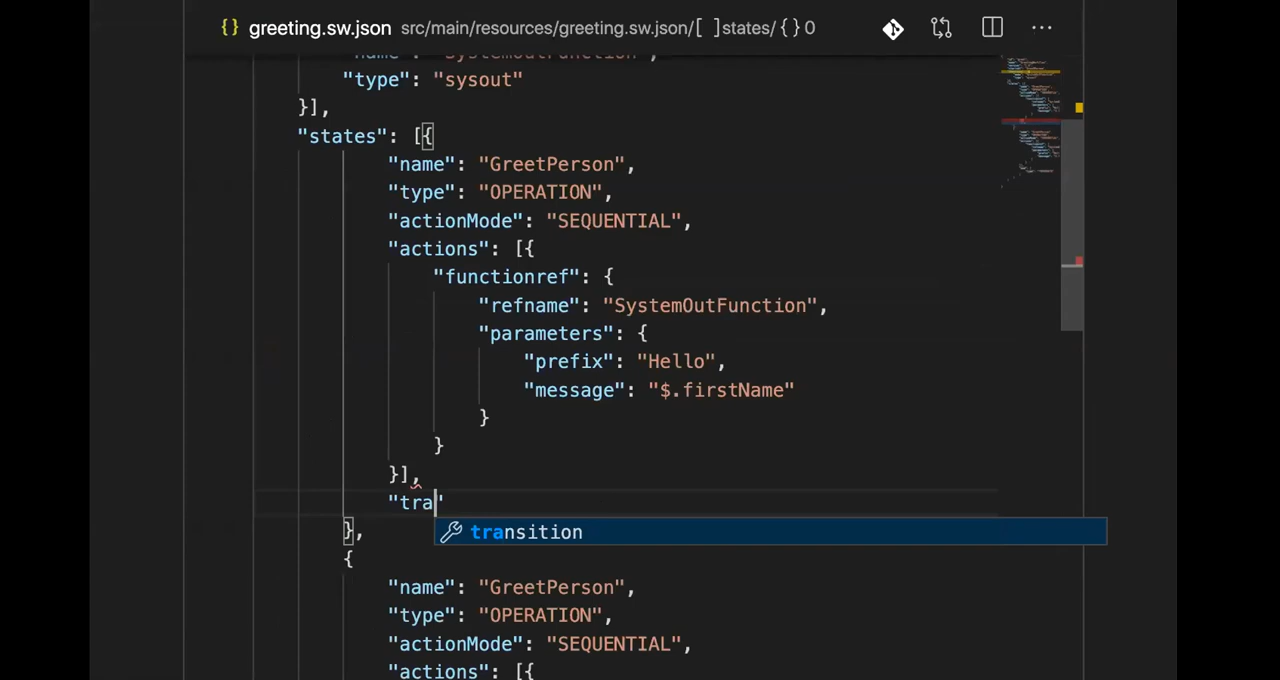 {} greeting.sw.json src/main/resources/greeting.sw.json/[ ]states/{}0 ...
"name": "SystemOutFunction",
"type": "sysout"
}],
"states": [{
"name": "GreetPerson",
"type": "OPERATION",
"actionMode": "SEQUENTIAL",
"actions": [{
"functionref": {
"refname": "SystemOutFunction",
"parameters": {
"prefix": "Hello",
"message": "$.firstName"
}
}
}],
"tra"
transition
},
{
"name": "GreetPerson",
"type": "OPERATION",
"actionMode": "SEQUENTIAL",
"actions": [{